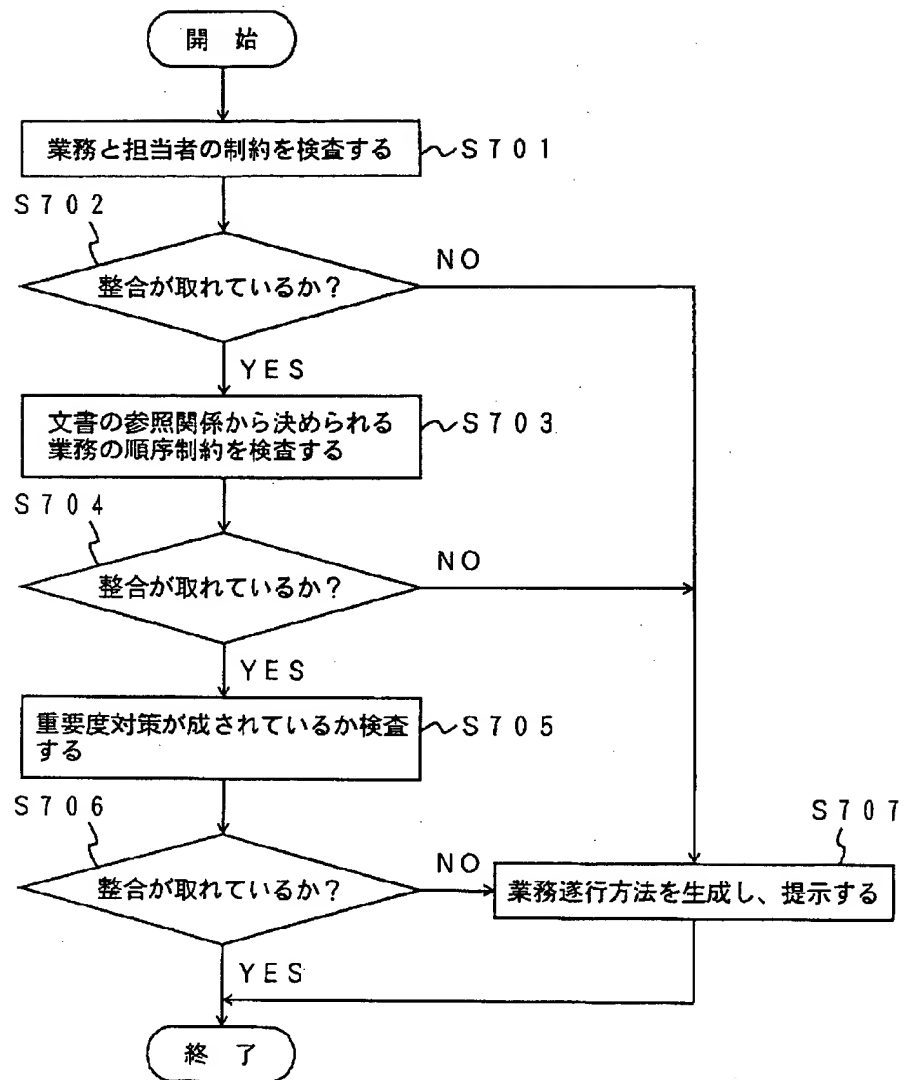 開 始
業務と担当者の制約を検査する
S701
S702
整合が取れているか？
NO
YES
文書の参照関係から決められる
業務の順序制約を検査する
S703
S704
整合が取れているか？
NO
YES
重要度対策が成されているか検査
する
S705
S706
整合が取れているか？
NO
S707
業務遂行方法を生成し、提示する
YES
終 了